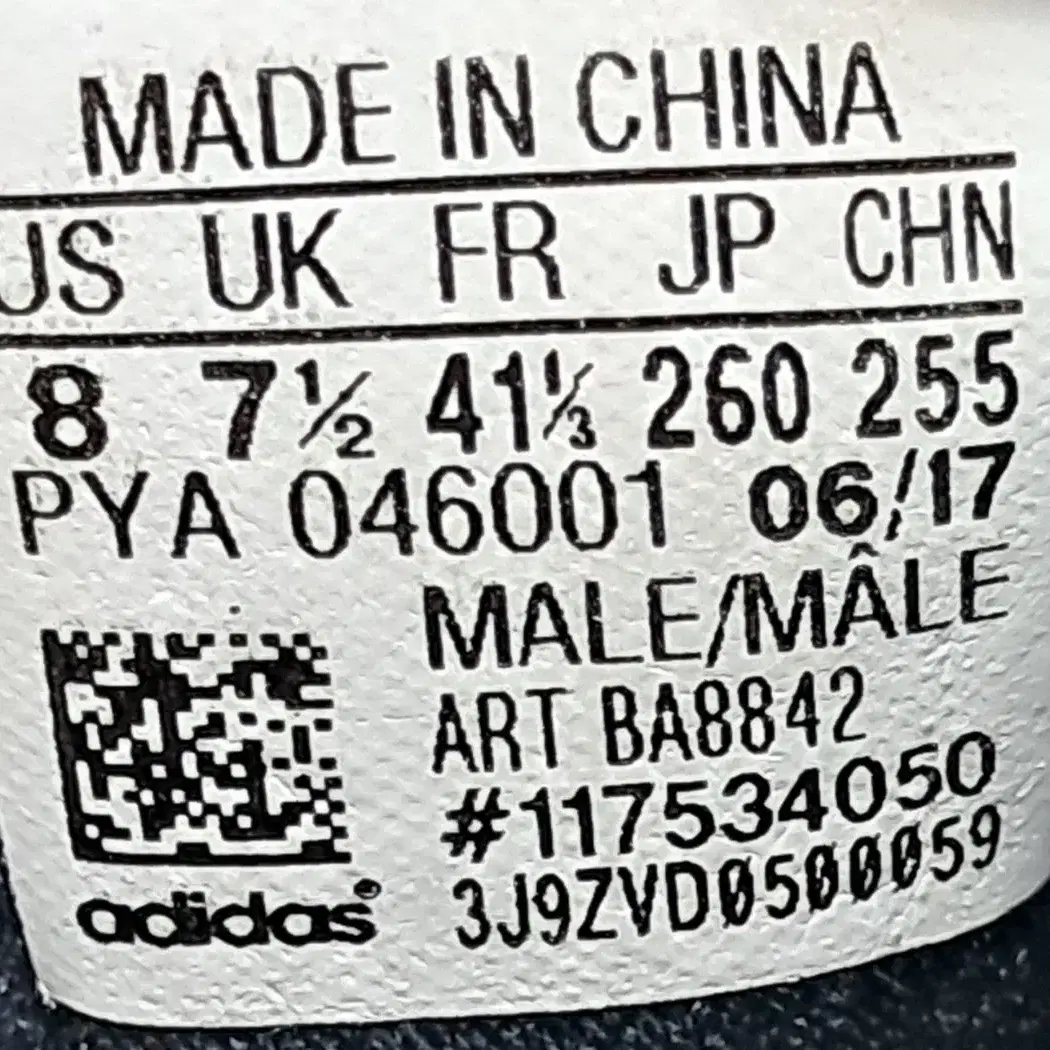 MADE IN CHINA
US UK FR JP CHN
8 7½ 41⅓ 260 255
PYA 046001 06/17
MALE/MÂLE
ART BA8842
#117534050
3J9ZVD0500059
adidas®